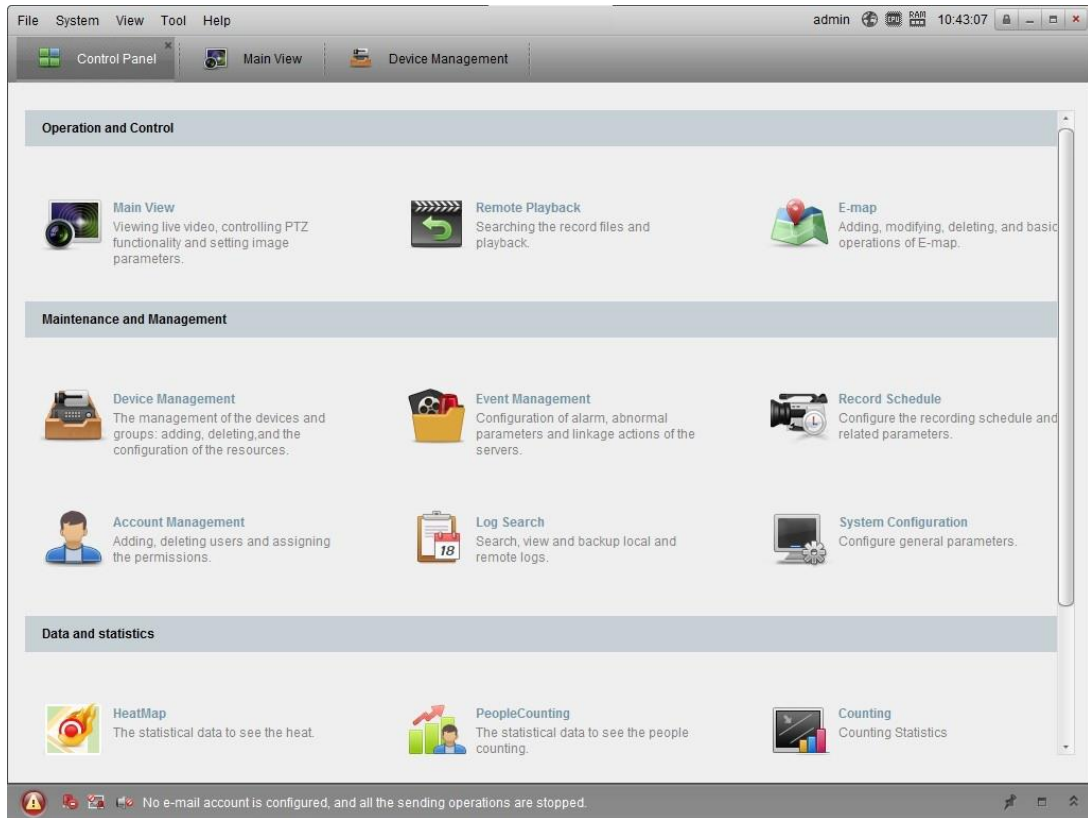 File System View Tool Help admin CPU RAM 10:43:07
Control Panel Main View Device Management
Operation and Control
Main View
Viewing live video, controlling PTZ
functionality and setting image
parameters.
Remote Playback
Searching the record files and
playback.
E-map
Adding, modifying, deleting, and basic
operations of E-map.
Maintenance and Management
Device Management
The management of the devices and
groups: adding, deleting,and the
configuration of the resources.
Event Management
Configuration of alarm, abnormal
parameters and linkage actions of the
servers.
Record Schedule
Configure the recording schedule and
related parameters.
Account Management
Adding, deleting users and assigning
the permissions.
Log Search
Search, view and backup local and
remote logs.
18
System Configuration
Configure general parameters.
Data and statistics
HeatMap
The statistical data to see the heat.
PeopleCounting
The statistical data to see the people
counting.
Counting
Counting Statistics
No e-mail account is configured, and all the sending operations are stopped.